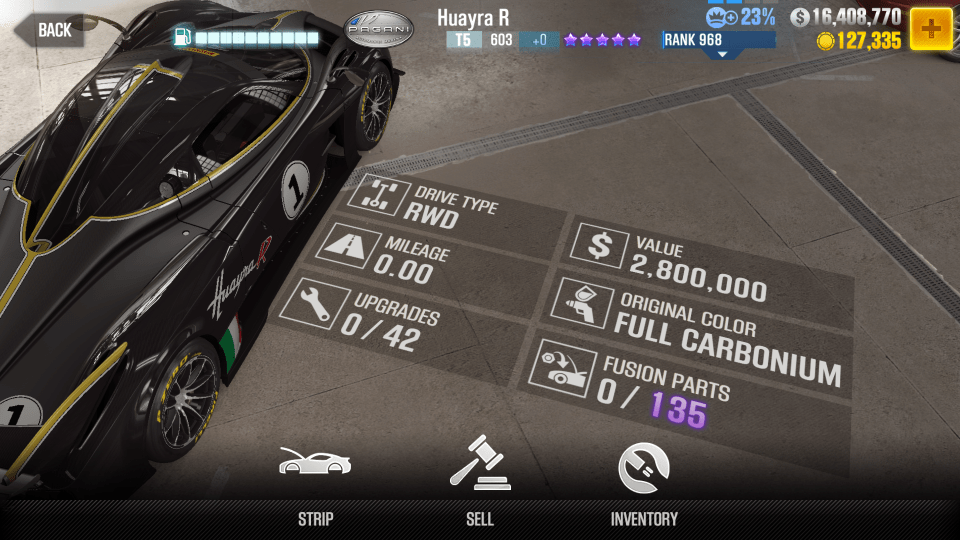 BACK
PAGANI
Huayra R
T5 603 +0
23%
RANK 968
16,408,770
127,335
1
Huayra R
1
DRIVE TYPE
RWD
MILEAGE
0.00
UPGRADES
0 / 42
VALUE
2,800,000
ORIGINAL COLOR
FULL CARBONIUM
FUSION PARTS
0 / 135
STRIP
SELL
INVENTORY